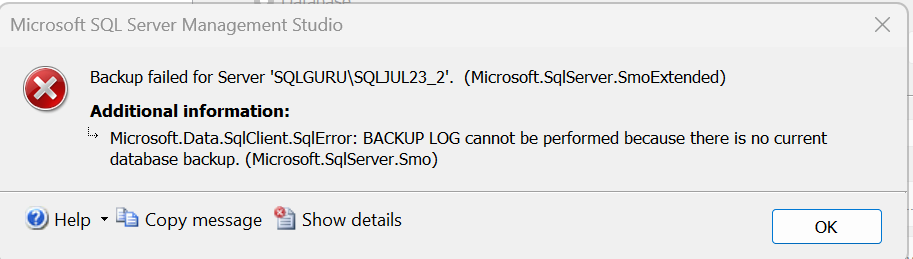 Database
Microsoft SQL Server Management Studio
Backup failed for Server 'SQLGURU\SQLJUL23_2'. (Microsoft.SqlServer.SmoExtended)
Additional information:
Microsoft.Data.SqlClient.SqlError: BACKUP LOG cannot be performed because there is no current
database backup. (Microsoft.SqlServer.Smo)
Help Copy message Show details OK